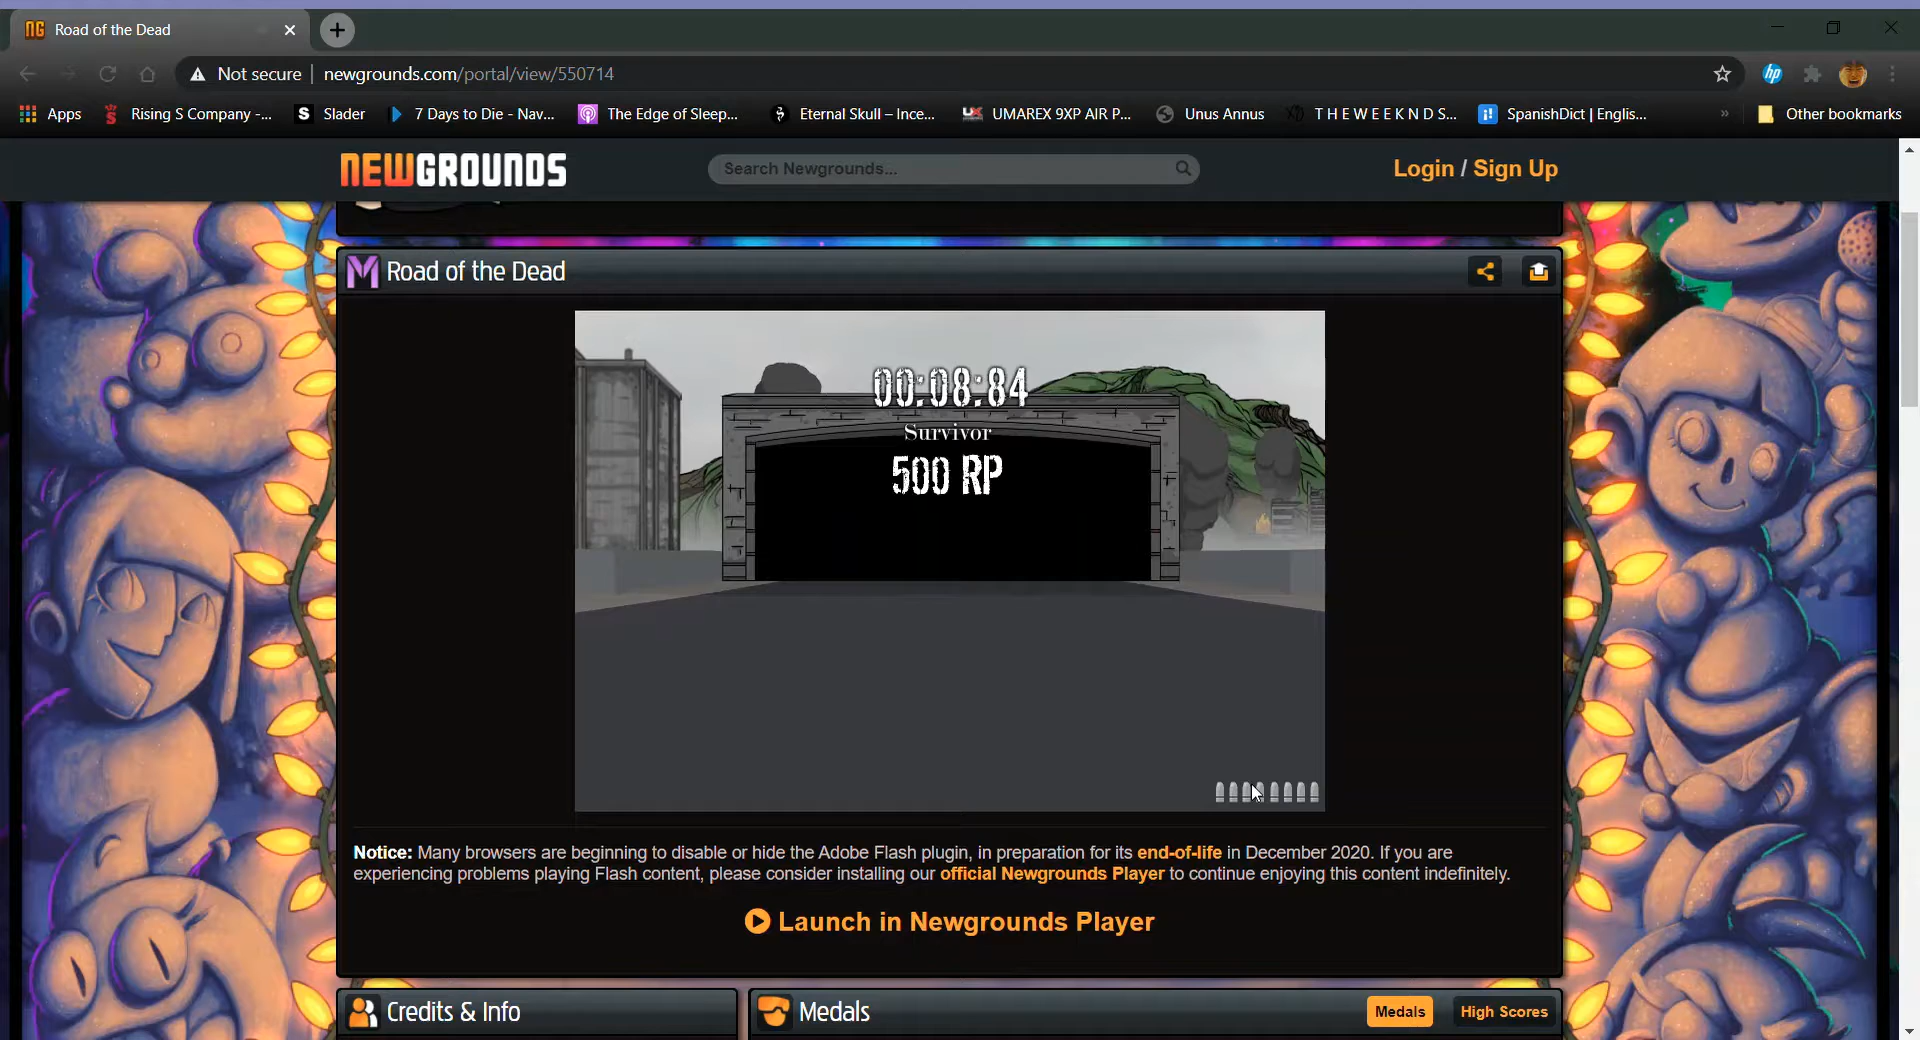 Road of the Dead
Not secure | newgrounds.com/portal/view/550714
Apps Rising S Company -... Slader 7 Days to Die - Nav... The Edge of Sleep... Eternal Skull – Ince... UMAREX 9XP AIR P... Unus Annus T H E W E E K N D S... SpanishDict | Englis... » Other bookmarks
NEWGROUNDS Search Newgrounds... Login / Sign Up
Road of the Dead
00:08:84
Survivor
500 RP
Notice: Many browsers are beginning to disable or hide the Adobe Flash plugin, in preparation for its end-of-life in December 2020. If you are
experiencing problems playing Flash content, please consider installing our official Newgrounds Player to continue enjoying this content indefinitely.
Launch in Newgrounds Player
Credits & Info Medals Medals High Scores